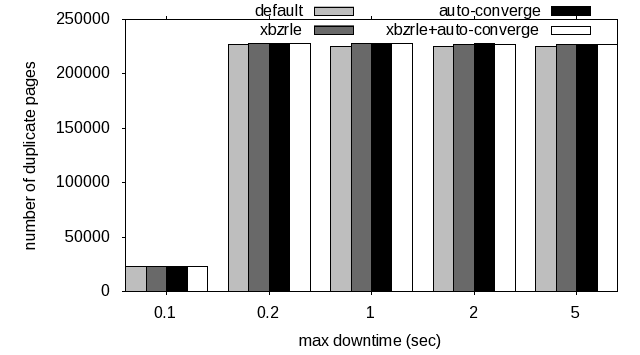 default
auto-converge
xbzrle
xbzrle+auto-converge
250000
200000
150000
100000
50000
0
number of duplicate pages
0.1
0.2
1
2
5
max downtime (sec)